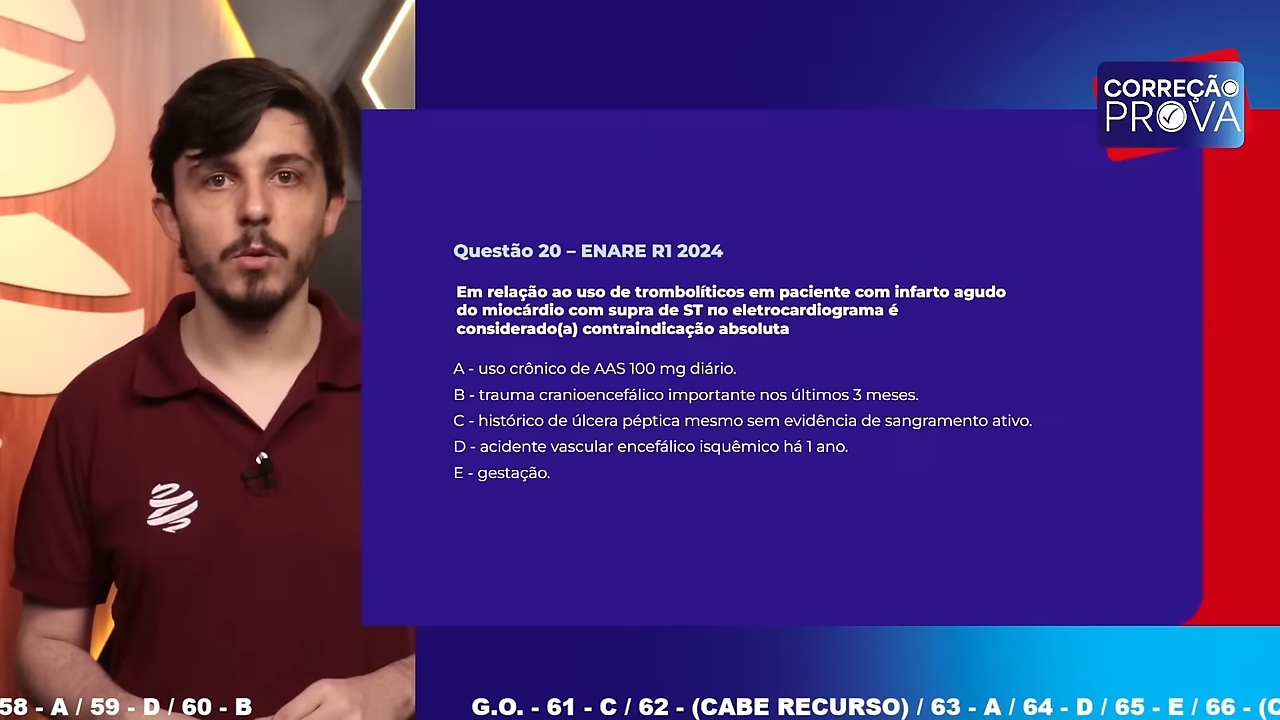 CORREÇÃO
PROVA
Questão 20 – ENARE R1 2024
Em relação ao uso de trombolíticos em paciente com infarto agudo
do miocárdio com supra de ST no eletrocardiograma é
considerado(a) contraindicação absoluta
A - uso crônico de AAS 100 mg diário.
B - trauma cranioencefálico importante nos últimos 3 meses.
C - histórico de úlcera péptica mesmo sem evidência de sangramento ativo.
D - acidente vascular encefálico isquêmico há 1 ano.
E - gestação.
58 - A / 59 - D / 60 - B G.O. - 61 - C / 62 - (CABE RECURSO) / 63 - A / 64 - D / 65 - E / 66 - (C